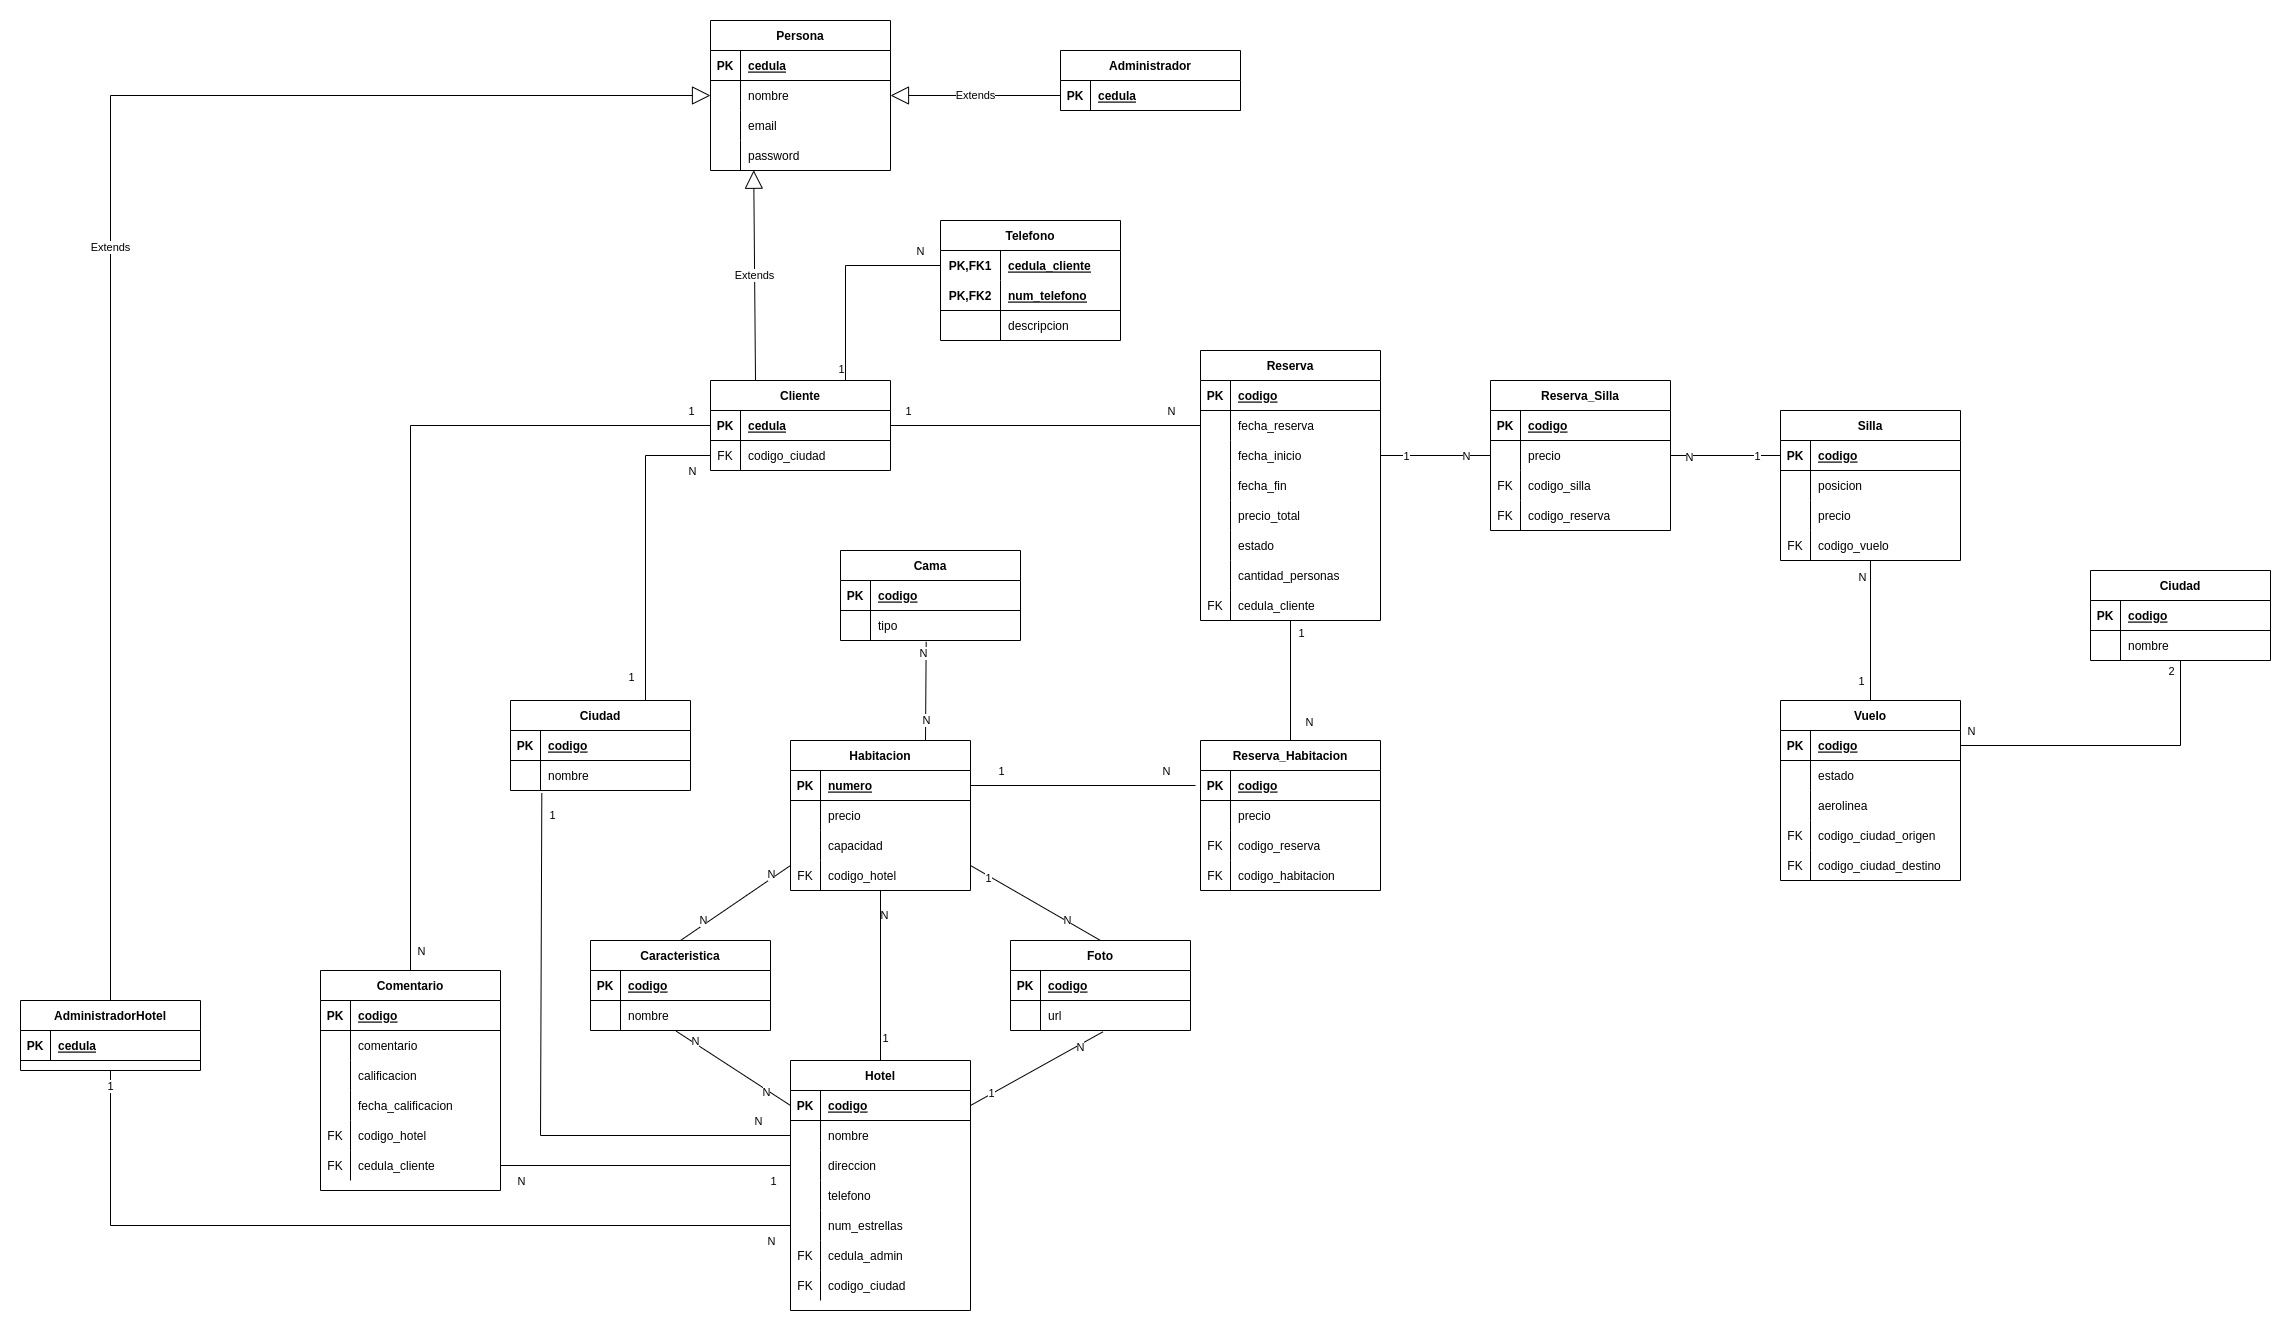 Persona
PK cedula
nombre
email
password
Administrador
PK cedula
Extends
Extends
Extends
Telefono
PK,FK1 cedula_cliente
PK,FK2 num_telefono
descripcion
N
1
Cliente
PK cedula
FK codigo_ciudad
1
N
1
N
Reserva
PK codigo
fecha_reserva
fecha_inicio
fecha_fin
precio_total
estado
cantidad_personas
FK cedula_cliente
1
N
Reserva_Silla
PK codigo
precio
FK codigo_silla
FK codigo_reserva
N
1
Silla
PK codigo
posicion
precio
FK codigo_vuelo
N
1
Ciudad
PK codigo
nombre
2
N
Vuelo
PK codigo
estado
aerolinea
FK codigo_ciudad_origen
FK codigo_ciudad_destino
Cama
PK codigo
tipo
N
N
1
N
1
Ciudad
PK codigo
nombre
1
Habitacion
PK numero
precio
capacidad
FK codigo_hotel
1
N
Reserva_Habitacion
PK codigo
precio
FK codigo_reserva
FK codigo_habitacion
N
N
N
1
1
N
Caracteristica
PK codigo
nombre
N
N
Foto
PK codigo
url
N
1
N
Comentario
PK codigo
comentario
calificacion
fecha_calificacion
FK codigo_hotel
FK cedula_cliente
N
1
AdministradorHotel
PK cedula
1
N
N
Hotel
PK codigo
nombre
direccion
telefono
num_estrellas
FK cedula_admin
FK codigo_ciudad